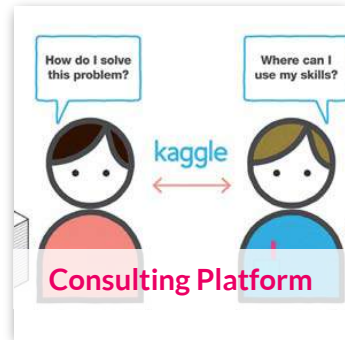 How do I solve
this problem?
Where can I
use my skills?
kaggle
Consulting Platform